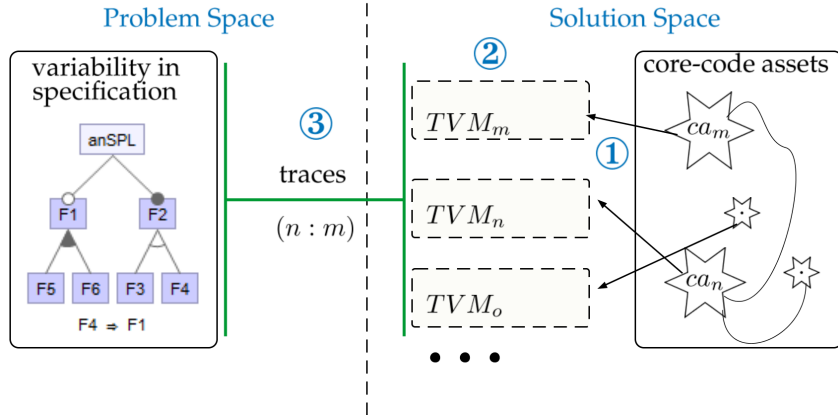 Problem Space
Solution Space
variability in
specification
anSPL
F1 F2
F5 F6 F3 F4
F4 ⇒ F1
③
traces
(n : m)
②
TVM_m
TVM_n
TVM_o
• • •
①
core-code assets
ca_m
ca_n